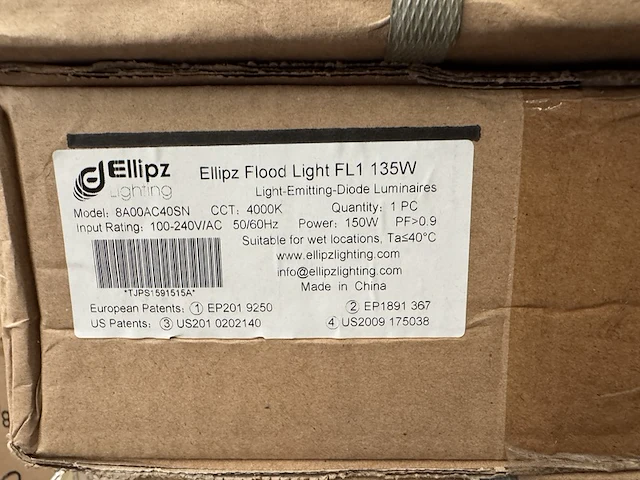 Ellipz
Lighting
Ellipz Flood Light FL1 135W
Light-Emitting-Diode Luminaires
Model: 8A00AC40SN CCT: 4000K Quantity: 1 PC
Input Rating: 100-240V/AC 50/60Hz Power: 150W PF>0.9
Suitable for wet locations, Ta≤40°C
www.ellipzlighting.com
info@ellipzlighting.com
*TJPS1591515A*
Made in China
European Patents: ① EP201 9250 ② EP1891 367
US Patents: ③ US201 0202140 ④ US2009 175038